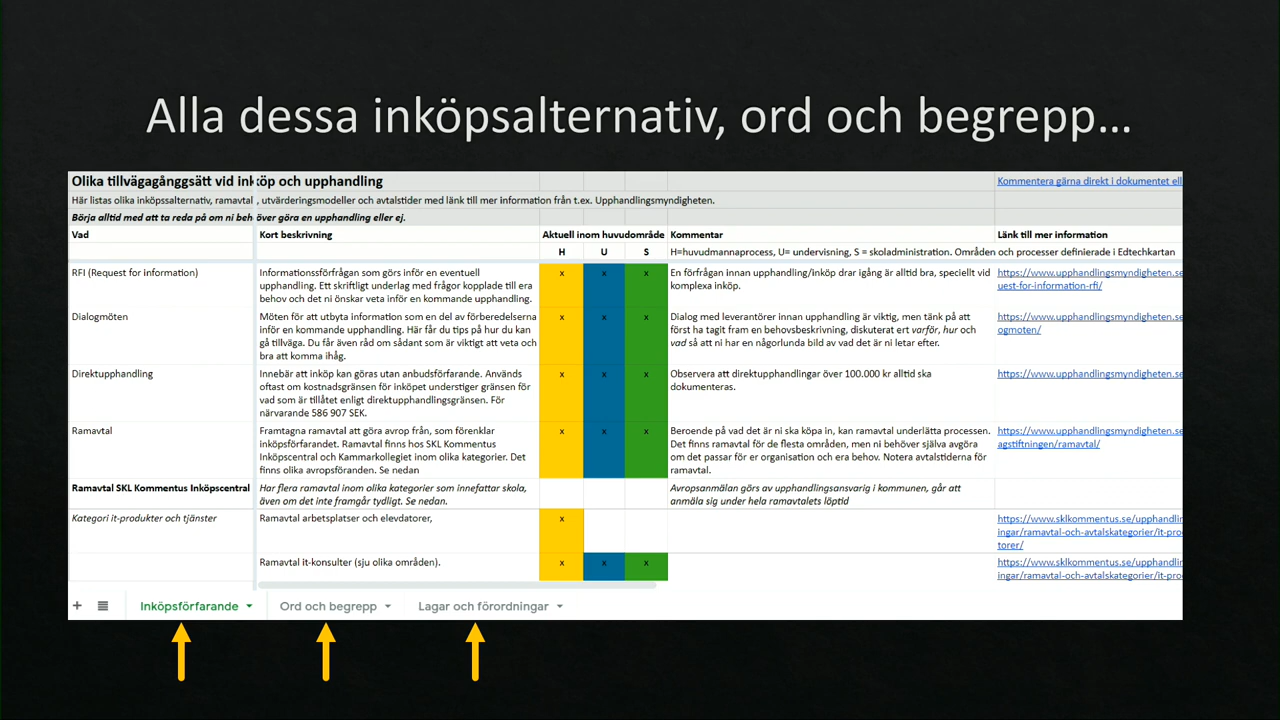 Alla dessa inköpsalternativ, ord och begrepp...
Olika tillvägagånggsätt vid inköp och upphandling
Kommentera gärna direkt i dokumentet ell
Här listas olika inköpssalternativ, ramavtal , utvärderingsmodeller och avtalstider med länk till mer information från t.ex. Upphandlingsmyndigheten.
Börja alltid med att ta reda på om ni behöver göra en upphandling eller ej.
Vad Kort beskrivning Aktuell inom huvudområde Kommentar Länk till mer information
H U S H=huvudmannaprocess, U= undervisning, S = skoladministration. Områden och processer definierade i Edtechkartan
RFI (Request for information)
Informationssförfrågan som görs inför en eventuell
upphandling. Ett skriftligt underlag med frågor kopplade till era
behov och det ni önskar veta inför en kommande upphandling.
x x x
En förfrågan innan upphandling/inköp drar igång är alltid bra, speciellt vid
komplexa inköp.
https://www.upphandlingsmyndigheten.se
uest-for-information-rfi/
Dialogmöten
Möten för att utbyta information som en del av förberedelserna
inför en kommande upphandling. Här får du tips på hur du kan
gå tillväga. Du får även råd om sådant som är viktigt att veta och
bra att komma ihåg.
x x x
Dialog med leverantörer innan upphandling är viktig, men tänk på att
först ha tagit fram en behovsbeskrivning, diskuterat ert varför, hur och
vad så att ni har en någorlunda bild av vad det är ni letar efter.
https://www.upphandlingsmyndigheten.se
ogmoten/
Direktupphandling
Innebär att inköp kan göras utan anbudsförfarande. Används
oftast om kostnadsgränsen för inköpet understiger gränsen för
vad som är tillåtet enligt direktupphandlingsgränsen. För
närvarande 586 907 SEK.
x x x
Observera att direktupphandlingar över 100.000 kr alltid ska
dokumenteras.
https://www.upphandlingsmyndigheten.se
Ramavtal
Framtagna ramavtal att göra avrop från, som förenklar
inköpsförfarandet. Ramavtal finns hos SKL Kommentus
Inköpscentral och Kammarkollegiet inom olika kategorier. Det
finns olika avropsföranden. Se nedan
x x x
Beroende på vad det är ni ska köpa in, kan ramavtal underlätta processen.
Det finns ramavtal för de flesta områden, men ni behöver själva avgöra
om det passar för er organisation och era behov. Notera avtalstiderna för
ramavtal.
https://www.upphandlingsmyndigheten.se
agstiftningen/ramavtal/
Ramavtal SKL Kommentus Inköpscentral
Har flera ramavtal inom olika kategorier som innefattar skola,
även om det inte framgår tydligt. Se nedan.
Avropsanmälan görs av upphandlingsansvarig i kommunen, går att
anmäla sig under hela ramavtalets löptid
Kategori it-produkter och tjänster
Ramavtal arbetsplatser och elevdatorer,
x
https://www.sklkommentus.se/upphandlin
ingar/ramavtal-och-avtalskategorier/it-pro
torer/
Ramavtal it-konsulter (sju olika områden).
x x x
https://www.sklkommentus.se/upphandlin
ingar/ramavtal-och-avtalskategorier/it-pro
+ Inköpsförfarande Ord och begrepp Lagar och förordningar